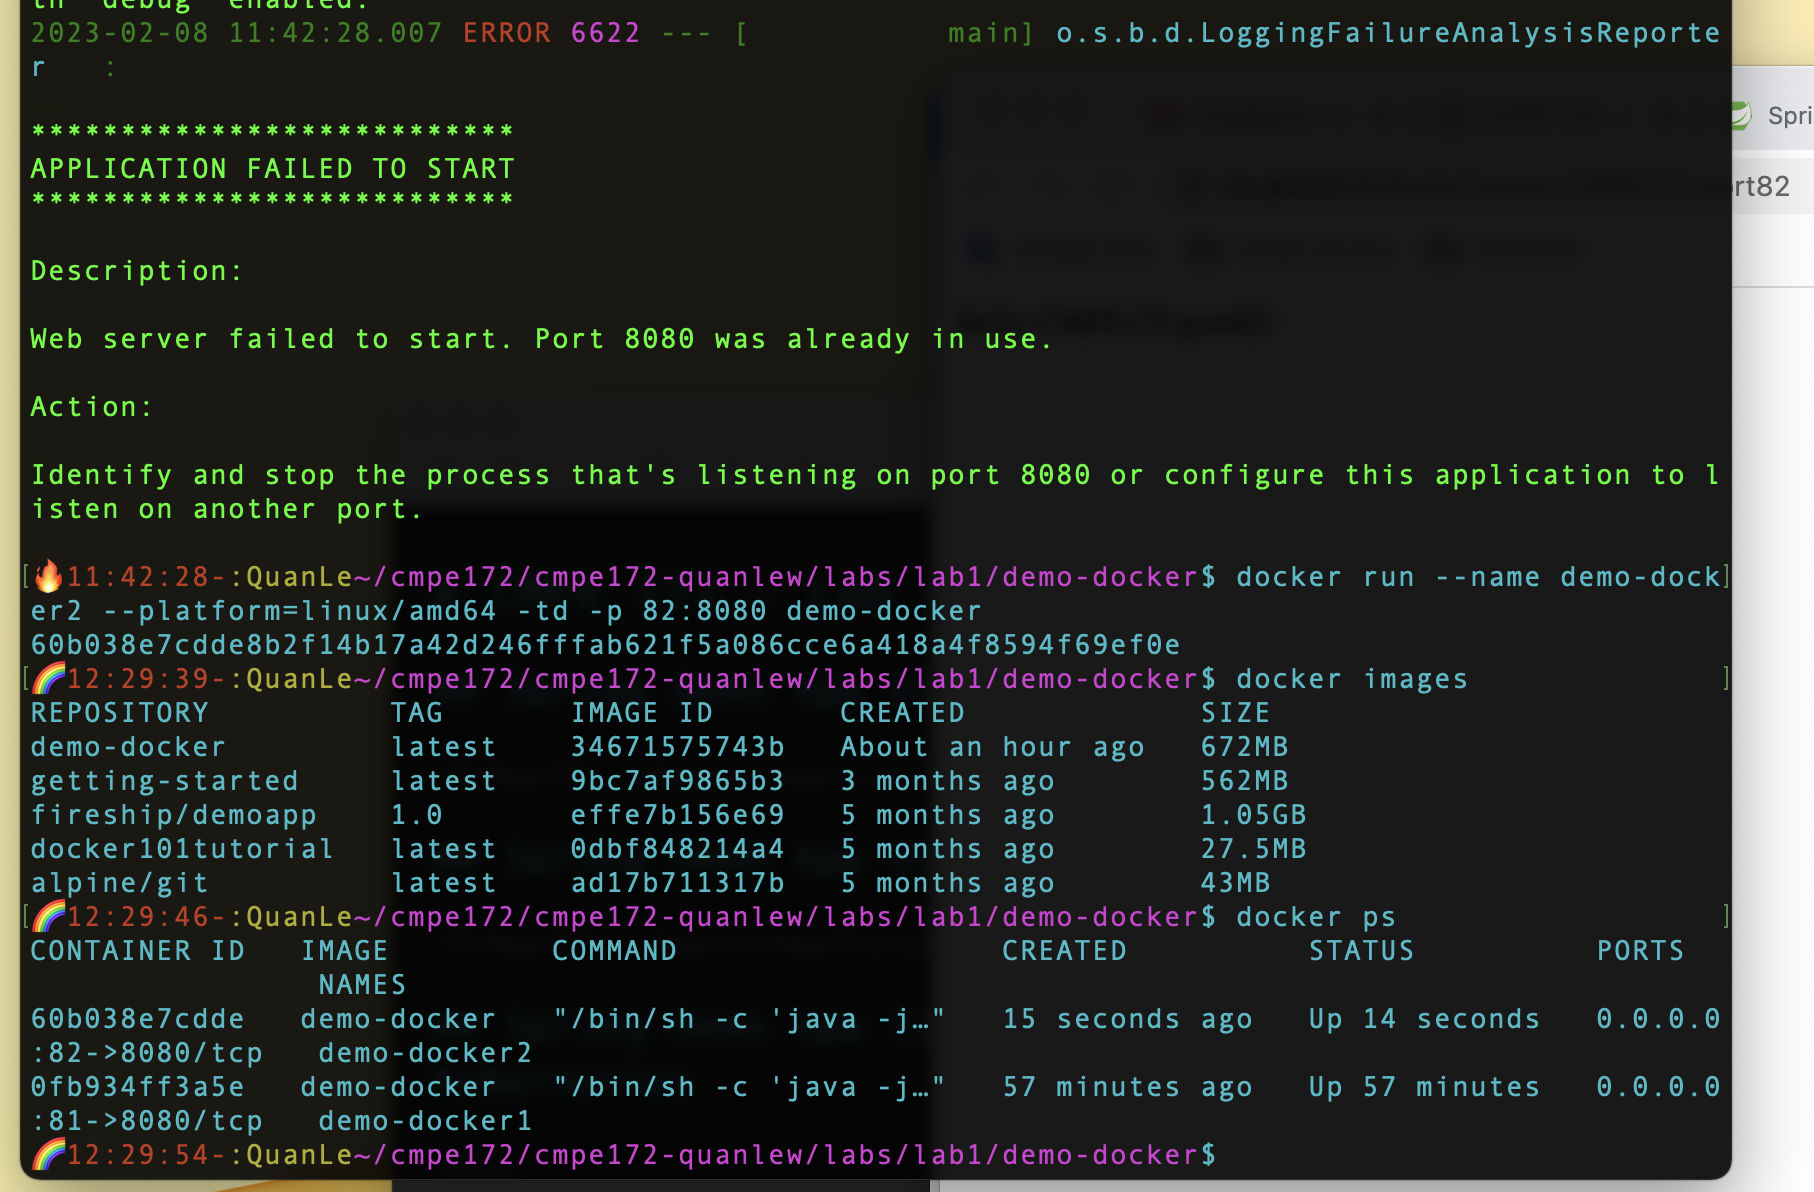 th 'debug' enabled.
2023-02-08 11:42:28.007 ERROR 6622 --- [           main] o.s.b.d.LoggingFailureAnalysisReporte
r   :
Spri
***************************
APPLICATION FAILED TO START
***************************
rt82
Description:
Web server failed to start. Port 8080 was already in use.
Action:
Identify and stop the process that's listening on port 8080 or configure this application to l
isten on another port.
[🔥11:42:28-:QuanLe~/cmpe172/cmpe172-quanlew/labs/lab1/demo-docker$ docker run --name demo-dock]
er2 --platform=linux/amd64 -td -p 82:8080 demo-docker
60b038e7cdde8b2f14b17a42d246fffab621f5a086cce6a418a4f8594f69ef0e
[🌈12:29:39-:QuanLe~/cmpe172/cmpe172-quanlew/labs/lab1/demo-docker$ docker images ]
REPOSITORY          TAG       IMAGE ID       CREATED             SIZE
demo-docker         latest    34671575743b   About an hour ago   672MB
getting-started     latest    9bc7af9865b3   3 months ago        562MB
fireship/demoapp    1.0       effe7b156e69   5 months ago        1.05GB
docker101tutorial   latest    0dbf848214a4   5 months ago        27.5MB
alpine/git          latest    ad17b711317b   5 months ago        43MB
[🌈12:29:46-:QuanLe~/cmpe172/cmpe172-quanlew/labs/lab1/demo-docker$ docker ps ]
CONTAINER ID   IMAGE         COMMAND                  CREATED          STATUS          PORTS
                NAMES
60b038e7cdde   demo-docker   "/bin/sh -c 'java -j…"   15 seconds ago   Up 14 seconds   0.0.0.0
:82->8080/tcp   demo-docker2
0fb934ff3a5e   demo-docker   "/bin/sh -c 'java -j…"   57 minutes ago   Up 57 minutes   0.0.0.0
:81->8080/tcp   demo-docker1
🌈12:29:54-:QuanLe~/cmpe172/cmpe172-quanlew/labs/lab1/demo-docker$